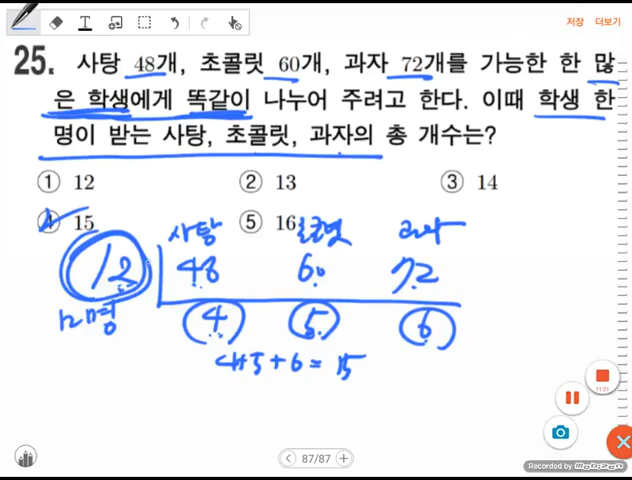 저장 더보기
25. 사탕 48개, 초콜릿 60개, 과자 72개를 가능한 한 많
은 학생에게 똑같이 나누어 주려고 한다. 이때 학생 한
명이 받는 사탕, 초콜릿, 과자의 총 개수는?
① 12 ② 13 ③ 14
④ 15 ⑤ 16
사탕 과자
12 48 60 72
12명 4 5 6
4+5+6=15
11:21
87/87
Recorded by Mobizen